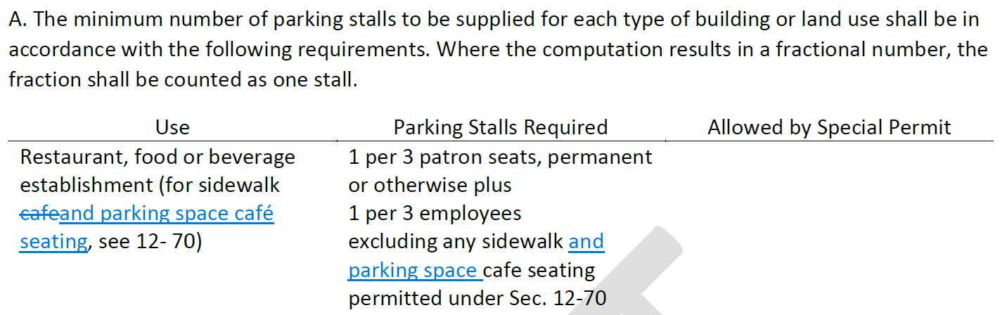 A. The minimum number of parking stalls to be supplied for each type of building or land use shall be in
accordance with the following requirements. Where the computation results in a fractional number, the
fraction shall be counted as one stall.
Use
Parking Stalls Required
Allowed by Special Permit
Restaurant, food or beverage
establishment (for sidewalk
cafeand parking space café
seating, see 12- 70)
1 per 3 patron seats, permanent
or otherwise plus
1 per 3 employees
excluding any sidewalk and
parking space cafe seating
permitted under Sec. 12-70